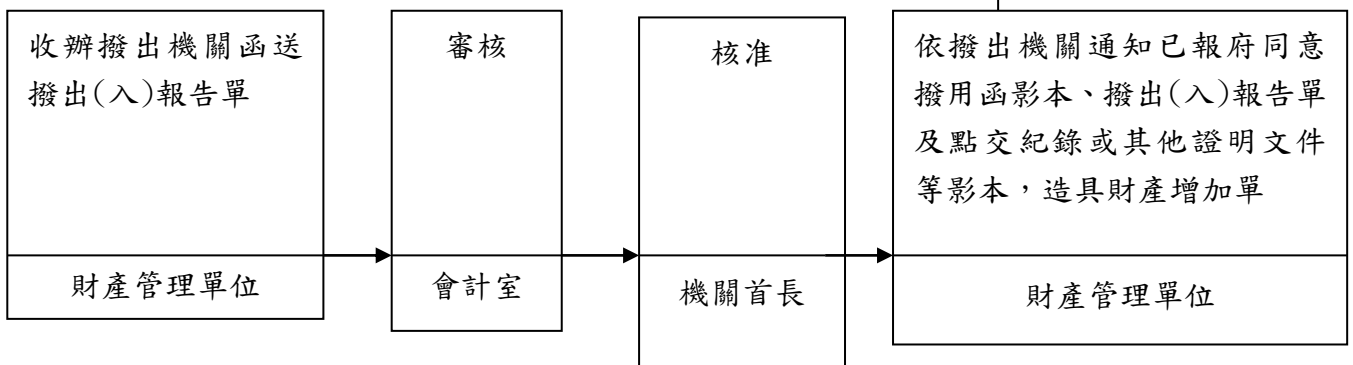 收辦撥出機關函送
撥出(入)報告單
財產管理單位
審核
會計室
核准
機關首長
依撥出機關通知已報府同意
撥用函影本、撥出(入)報告單
及點交紀錄或其他證明文件
等影本，造具財產增加單
財產管理單位